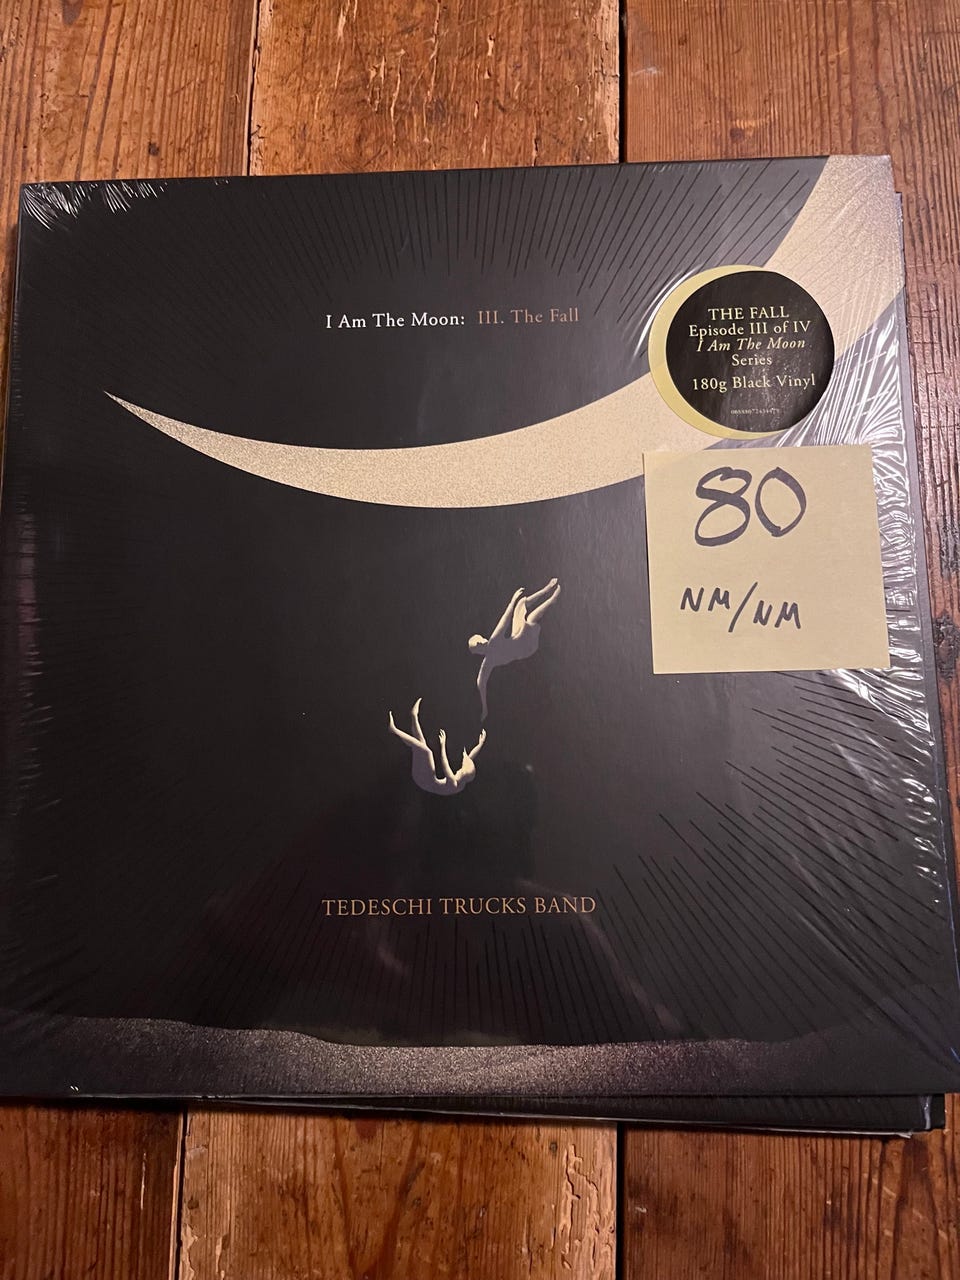 I Am The Moon: III. The Fall
THE FALL
Episode III of IV
I Am The Moon
Series
180g Black Vinyl
80
NM/NM
TEDESCHI TRUCKS BAND